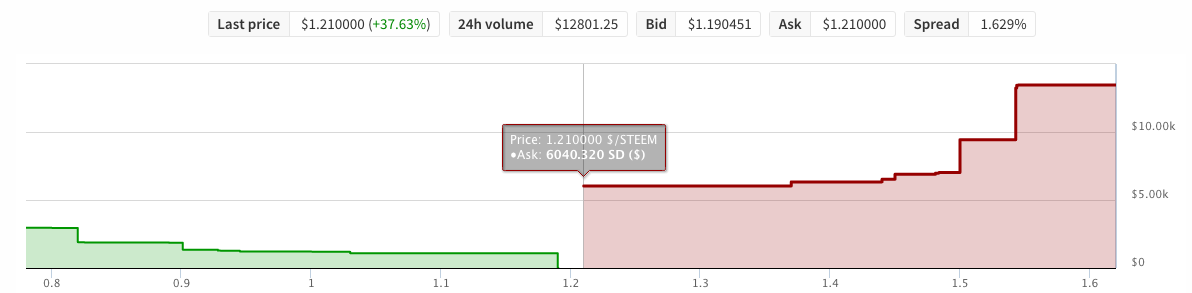 Last price $1.210000 (+37.63%) 24h volume $12801.25 Bid $1.190451 Ask $1.210000 Spread 1.629%
Price: 1.210000 $/STEEM
●Ask: 6040.320 SD ($)
$10.00k
$5.00k
$0
0.8 0.9 1 1.1 1.2 1.3 1.4 1.5 1.6